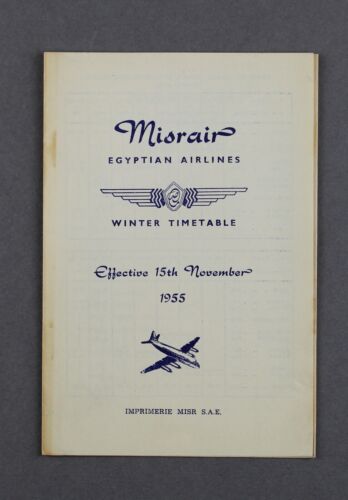 Misrair
EGYPTIAN AIRLINES
WINTER TIMETABLE
Effective 15th November
1955
IMPRIMERIE MISR S.A.E.